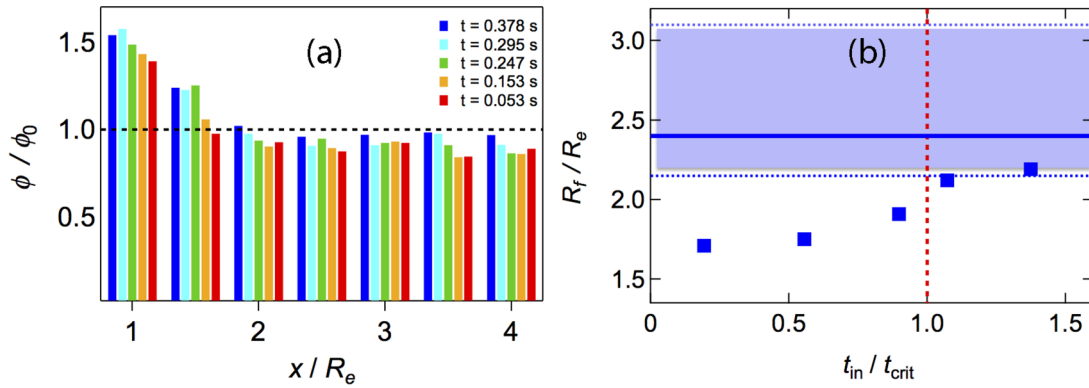 (a)
t = 0.378 s
t = 0.295 s
t = 0.247 s
t = 0.153 s
t = 0.053 s
1.5
1.0
0.5
ϕ / ϕ0
1 2 3 4
x / Re
(b)
3.0
2.4
2.0
1.5
Rf / Re
0 0.5 1.0 1.5
tin / tcrit